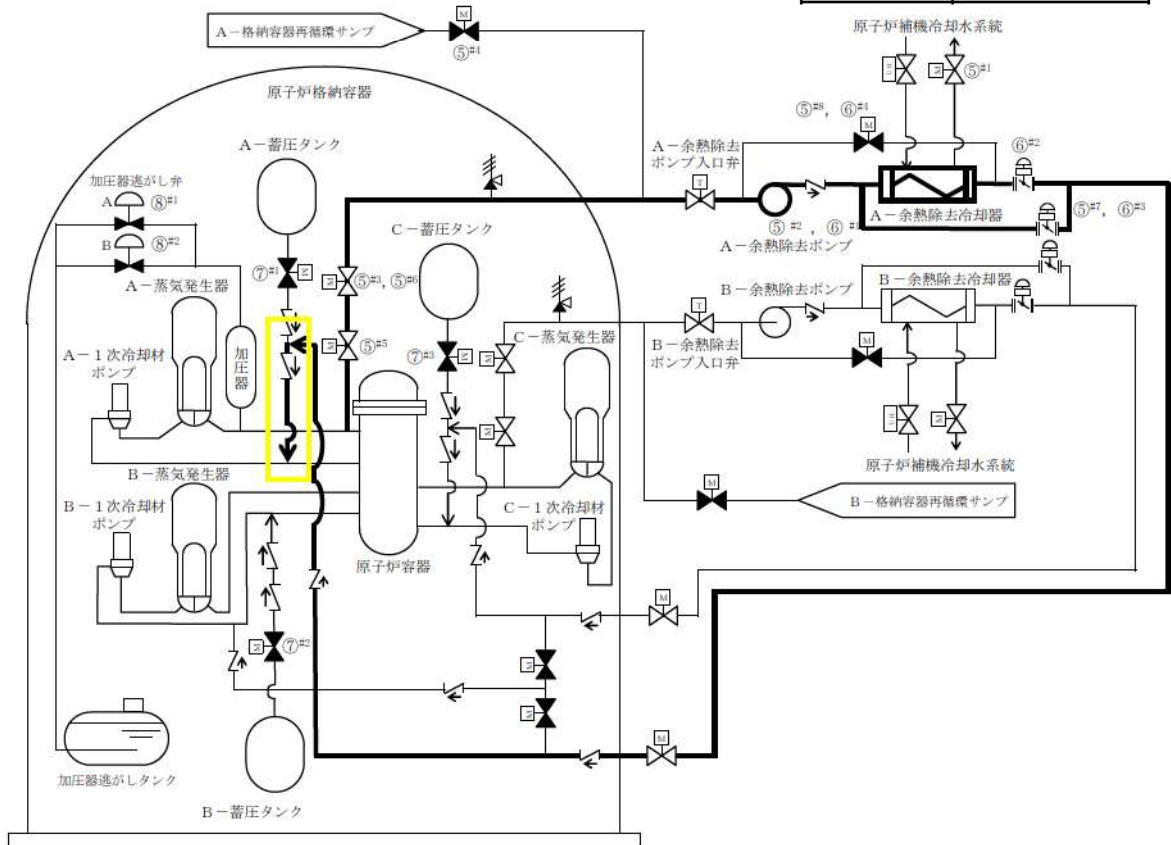 A－格納容器再循環サンプ
M
⑤#4
原子炉補機冷却水系統
M
⑤#1
原子炉格納容器
⑤#8, ⑥#4
M
A－蓄圧タンク
A－余熱除去
ポンプ入口弁
⑥#2
加圧器逃がし弁
A
⑧#1
T
A－余熱除去冷却器
B
⑧#2
C－蓄圧タンク
⑤#2, ⑥#1
A－余熱除去ポンプ
⑤#7, ⑥#3
⑦#1
M
M
⑤#3, ⑤#6
A－蒸気発生器
B－余熱除去ポンプ
B－余熱除去冷却器
T
加圧器
M
⑤#5
⑦#3
M
C－蒸気発生器
B－余熱除去
ポンプ入口弁
M
M
A－1次冷却材
ポンプ
M
M
B－蒸気発生器
原子炉補機冷却水系統
B－1次冷却材
ポンプ
C－1次冷却材
ポンプ
M
B－格納容器再循環サンプ
原子炉容器
M
M
⑦#2
M
M
M
加圧器逃がしタンク
B－蓄圧タンク